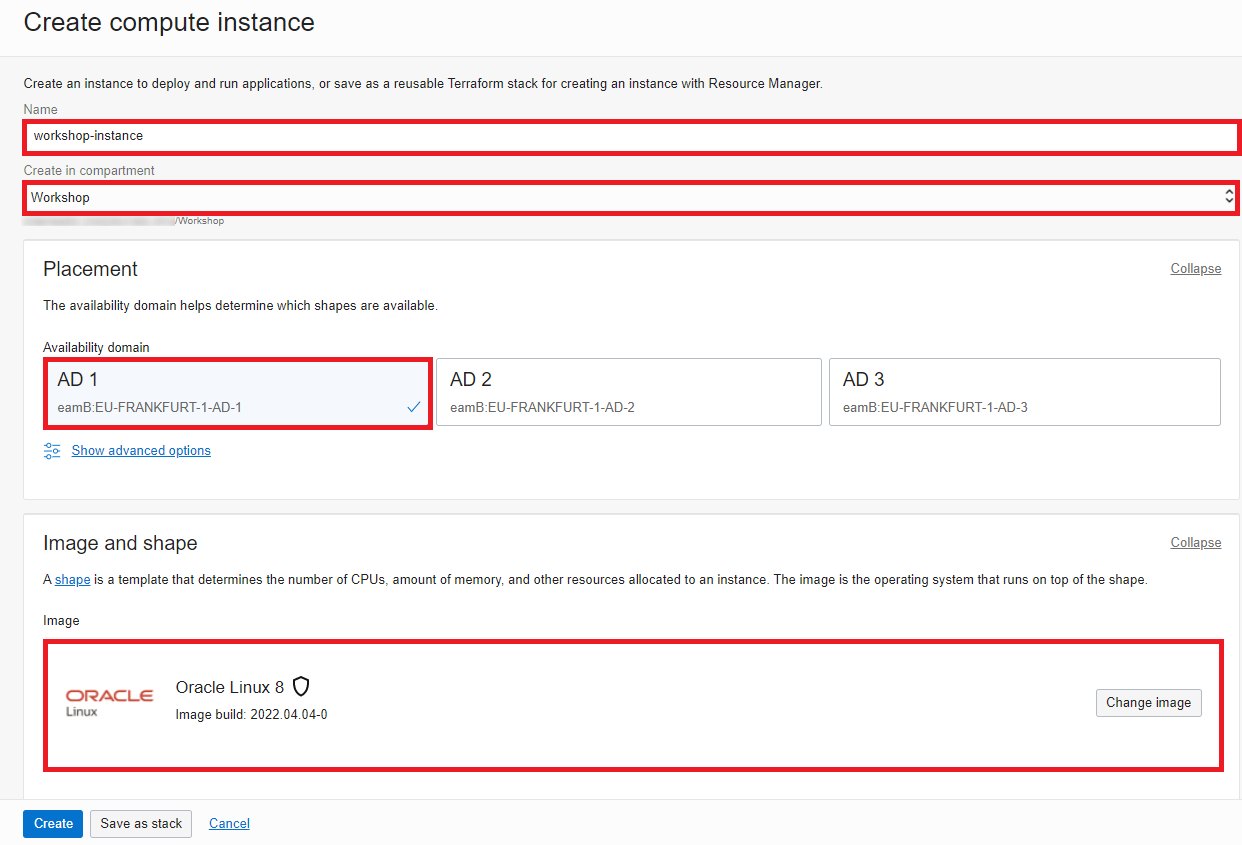 Create compute instance
Create an instance to deploy and run applications, or save as a reusable Terraform stack for creating an instance with Resource Manager.
Name
workshop-instance
Create in compartment
Workshop
/Workshop
Placement
Collapse
The availability domain helps determine which shapes are available.
Availability domain
AD 1
eamB:EU-FRANKFURT-1-AD-1
AD 2
eamB:EU-FRANKFURT-1-AD-2
AD 3
eamB:EU-FRANKFURT-1-AD-3
Show advanced options
Image and shape
Collapse
A shape is a template that determines the number of CPUs, amount of memory, and other resources allocated to an instance. The image is the operating system that runs on top of the shape.
Image
ORACLE
Linux
Oracle Linux 8
Image build: 2022.04.04-0
Change image
Create
Save as stack
Cancel